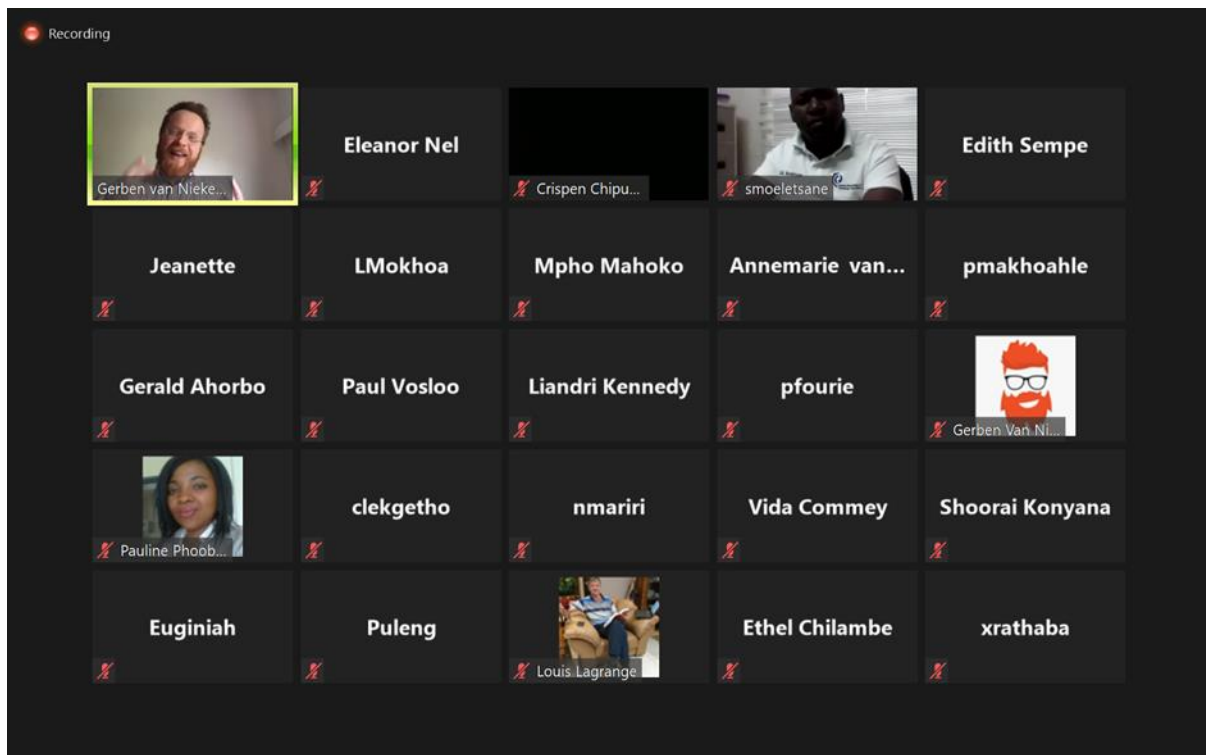 Recording
Gerben van Nieke...
Eleanor Nel
Crispen Chipu...
smoeletsane
Edith Sempe
Jeanette
LMokhoa
Mpho Mahoko
Annemarie van...
pmakhoahle
Gerald Ahorbo
Paul Vosloo
Liandri Kennedy
pfourie
Gerben Van Ni...
Pauline Phoob...
clekgetho
nmariri
Vida Commey
Shoorai Konyana
Euginiah
Puleng
Louis Lagrange
Ethel Chilambe
xrathaba